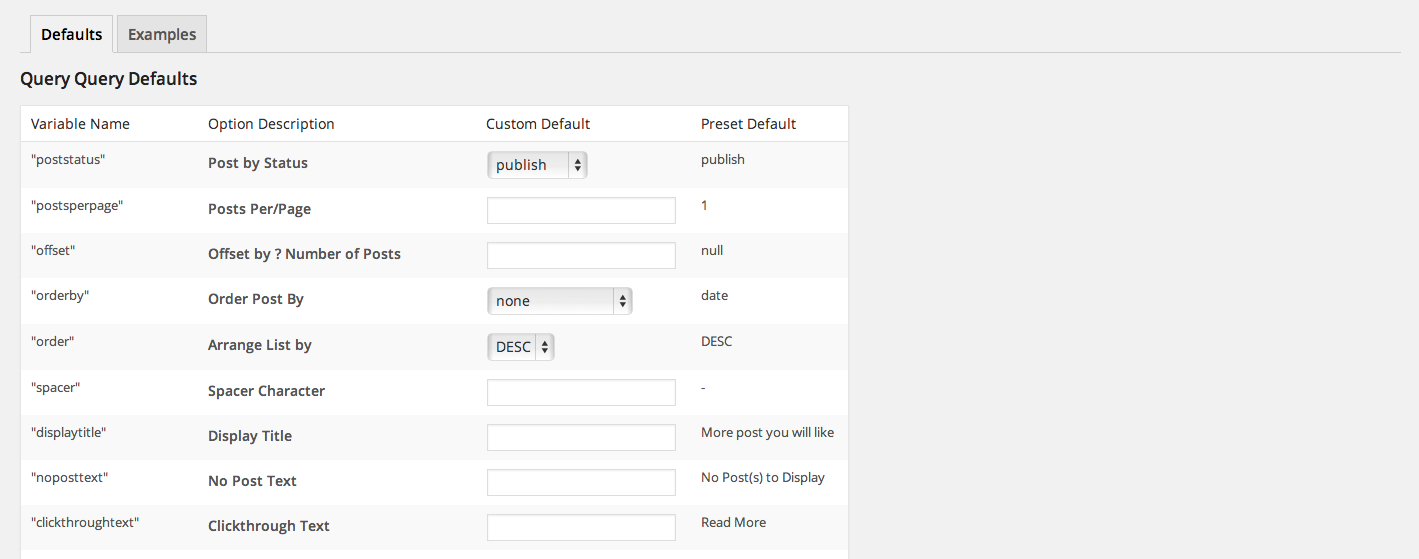 Defaults Examples
Query Query Defaults
Variable Name Option Description Custom Default Preset Default
"poststatus" Post by Status publish publish
"postsperpage" Posts Per/Page 1
"offset" Offset by ? Number of Posts null
"orderby" Order Post By none date
"order" Arrange List by DESC DESC
"spacer" Spacer Character -
"displaytitle" Display Title More post you will like
"noposttext" No Post Text No Post(s) to Display
"clickthroughtext" Clickthrough Text Read More